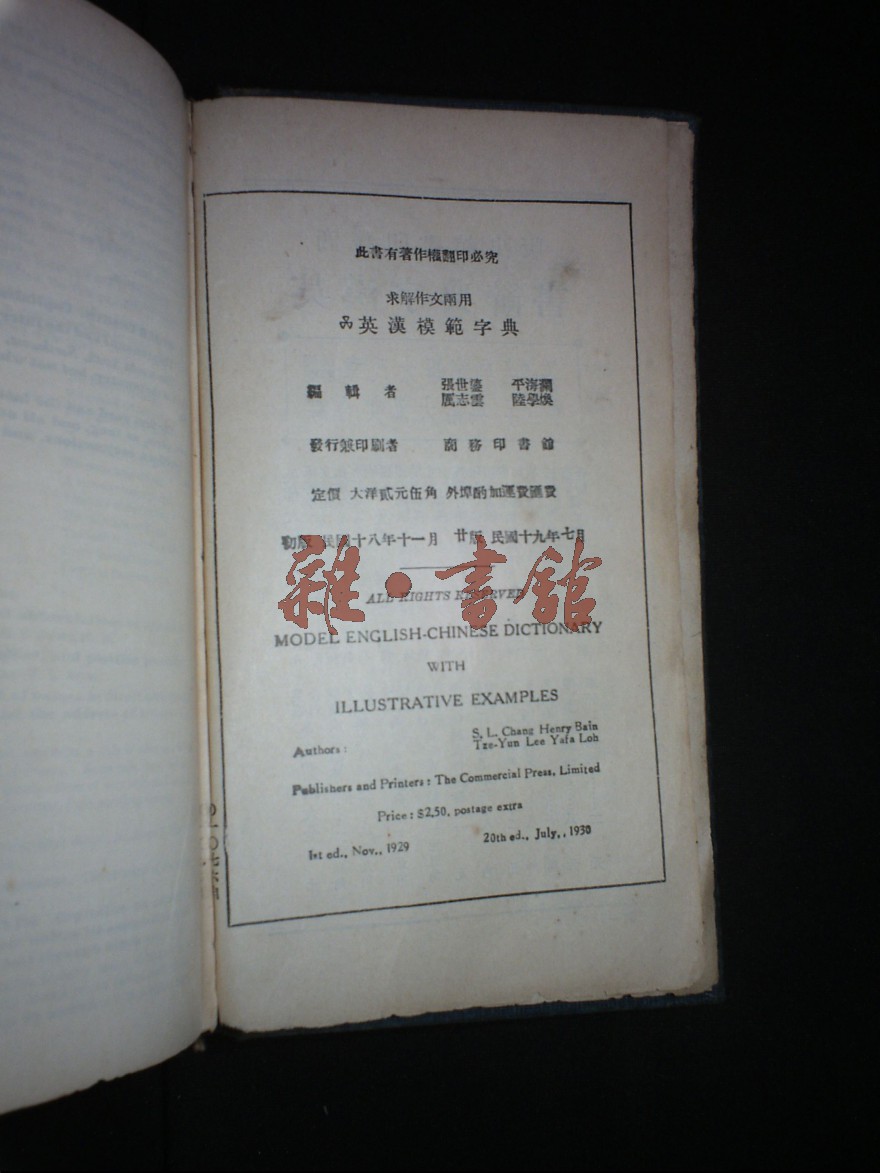 此書有著作權翻印必究
求解作文兩用
英漢模範字典
編輯者 張世鎏 平海瀾
厲志雲 陸學煥
發行兼印刷者 商務印書館
定價 大洋貳元伍角 外埠酌加運費匯費
初版 民國十八年十一月 廿版 民國十九年七月
雜·書館
ALL RIGHTS RESERVED
MODEL ENGLISH-CHINESE DICTIONARY
WITH
ILLUSTRATIVE EXAMPLES
Authors: S. L. Chang Henry Bain
Tze-Yun Lee Yafa Loh
Publishers and Printers: The Commercial Press, Limited
Price: $2.50, postage extra
1st ed., Nov., 1929 20th ed., July,, 1930